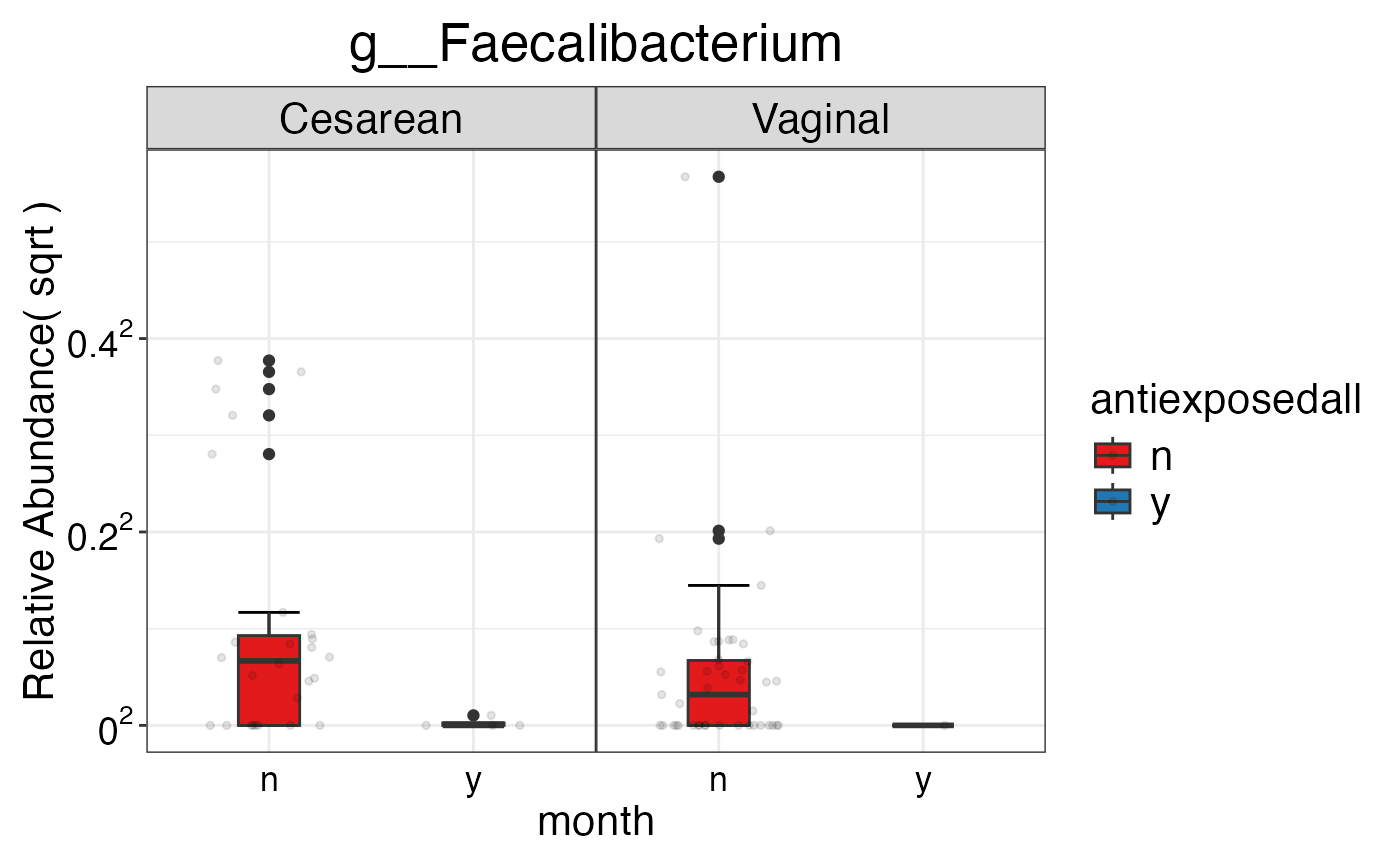 g__Faecalibacterium
Cesarean Vaginal
Relative Abundance( sqrt )
0.4²
0.2²
0²
n y n y
month
antiexposedall
n
y